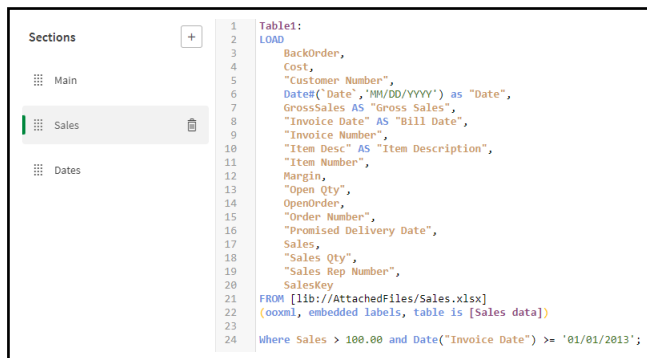 Sections
+
Main
Sales
Dates
1 Table1:
2 LOAD
3 BackOrder,
4 Cost,
5 "Customer Number",
6 Date#(`Date`,'MM/DD/YYYY') as "Date",
7 GrossSales AS "Gross Sales",
8 "Invoice Date" AS "Bill Date",
9 "Invoice Number",
10 "Item Desc" AS "Item Description",
11 "Item Number",
12 Margin,
13 "Open Qty",
14 OpenOrder,
15 "Order Number",
16 "Promised Delivery Date",
17 Sales,
18 "Sales Qty",
19 "Sales Rep Number",
20 SalesKey
21 FROM [lib://AttachedFiles/Sales.xlsx]
22 (ooxml, embedded labels, table is [Sales data])
23
24 Where Sales > 100.00 and Date("Invoice Date") >= '01/01/2013';